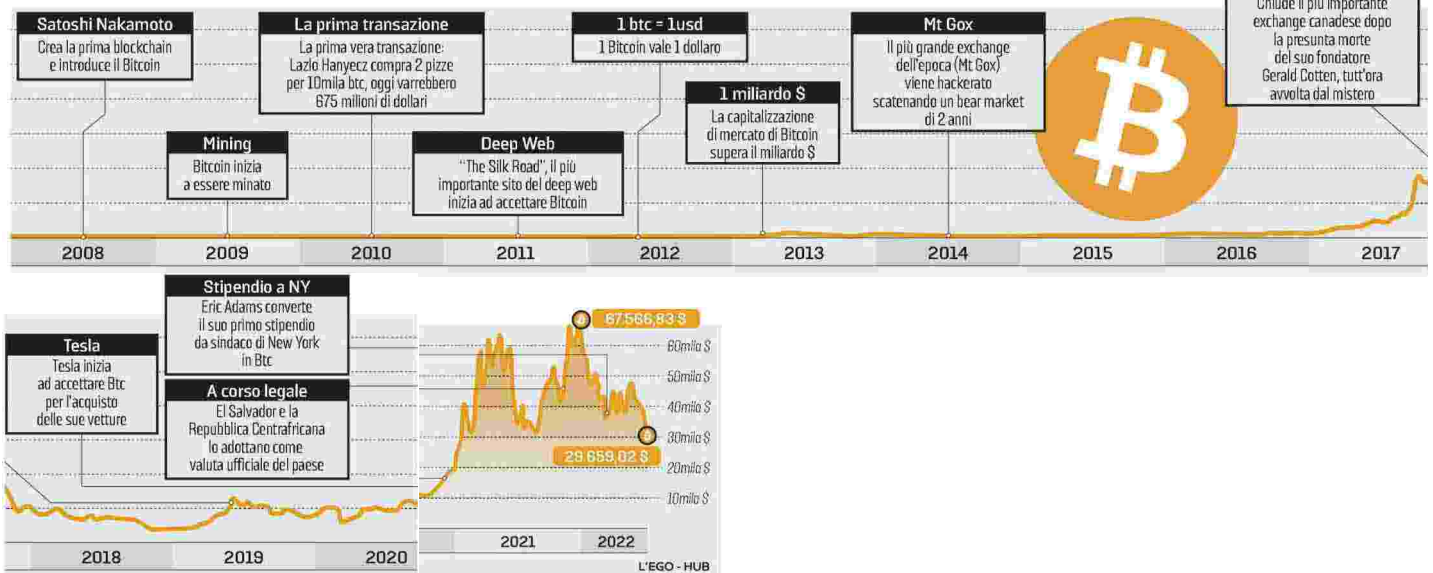 Satoshi Nakamoto
Crea la prima blockchain
e introduce il Bitcoin
Mining
Bitcoin inizia
a essere minato
La prima transazione
La prima vera transazione:
Lazlo Hanyecz compra 2 pizze
per 10mila btc, oggi varrebbero
675 milioni di dollari
Deep Web
“The Silk Road”, il più
importante sito del deep web
inizia ad accettare Bitcoin
1 btc = 1usd
1 Bitcoin vale 1 dollaro
1 miliardo $
La capitalizzazione
di mercato di Bitcoin
supera il miliardo $
Mt Gox
Il più grande exchange
dell'epoca (Mt Gox)
viene hackerato
scatenando un bear market
di 2 anni
Chiude il più importante
exchange canadese dopo
la presunta morte
del suo fondatore
Gerald Cotten, tutt'ora
avvolta dal mistero
2008
2009
2010
2011
2012
2013
2014
2015
2016
2017
Tesla
Tesla inizia
ad accettare Btc
per l'acquisto
delle sue vetture
Stipendio a NY
Eric Adams converte
il suo primo stipendio
da sindaco di New York
in Btc
A corso legale
El Salvador e la
Repubblica Centrafricana
lo adottano come
valuta ufficiale del paese
67.566,83 $
60mila $
50mila $
40mila $
30mila $
29.659,02 $
20mila $
10mila $
2018
2019
2020
2021
2022
L'EGO - HUB